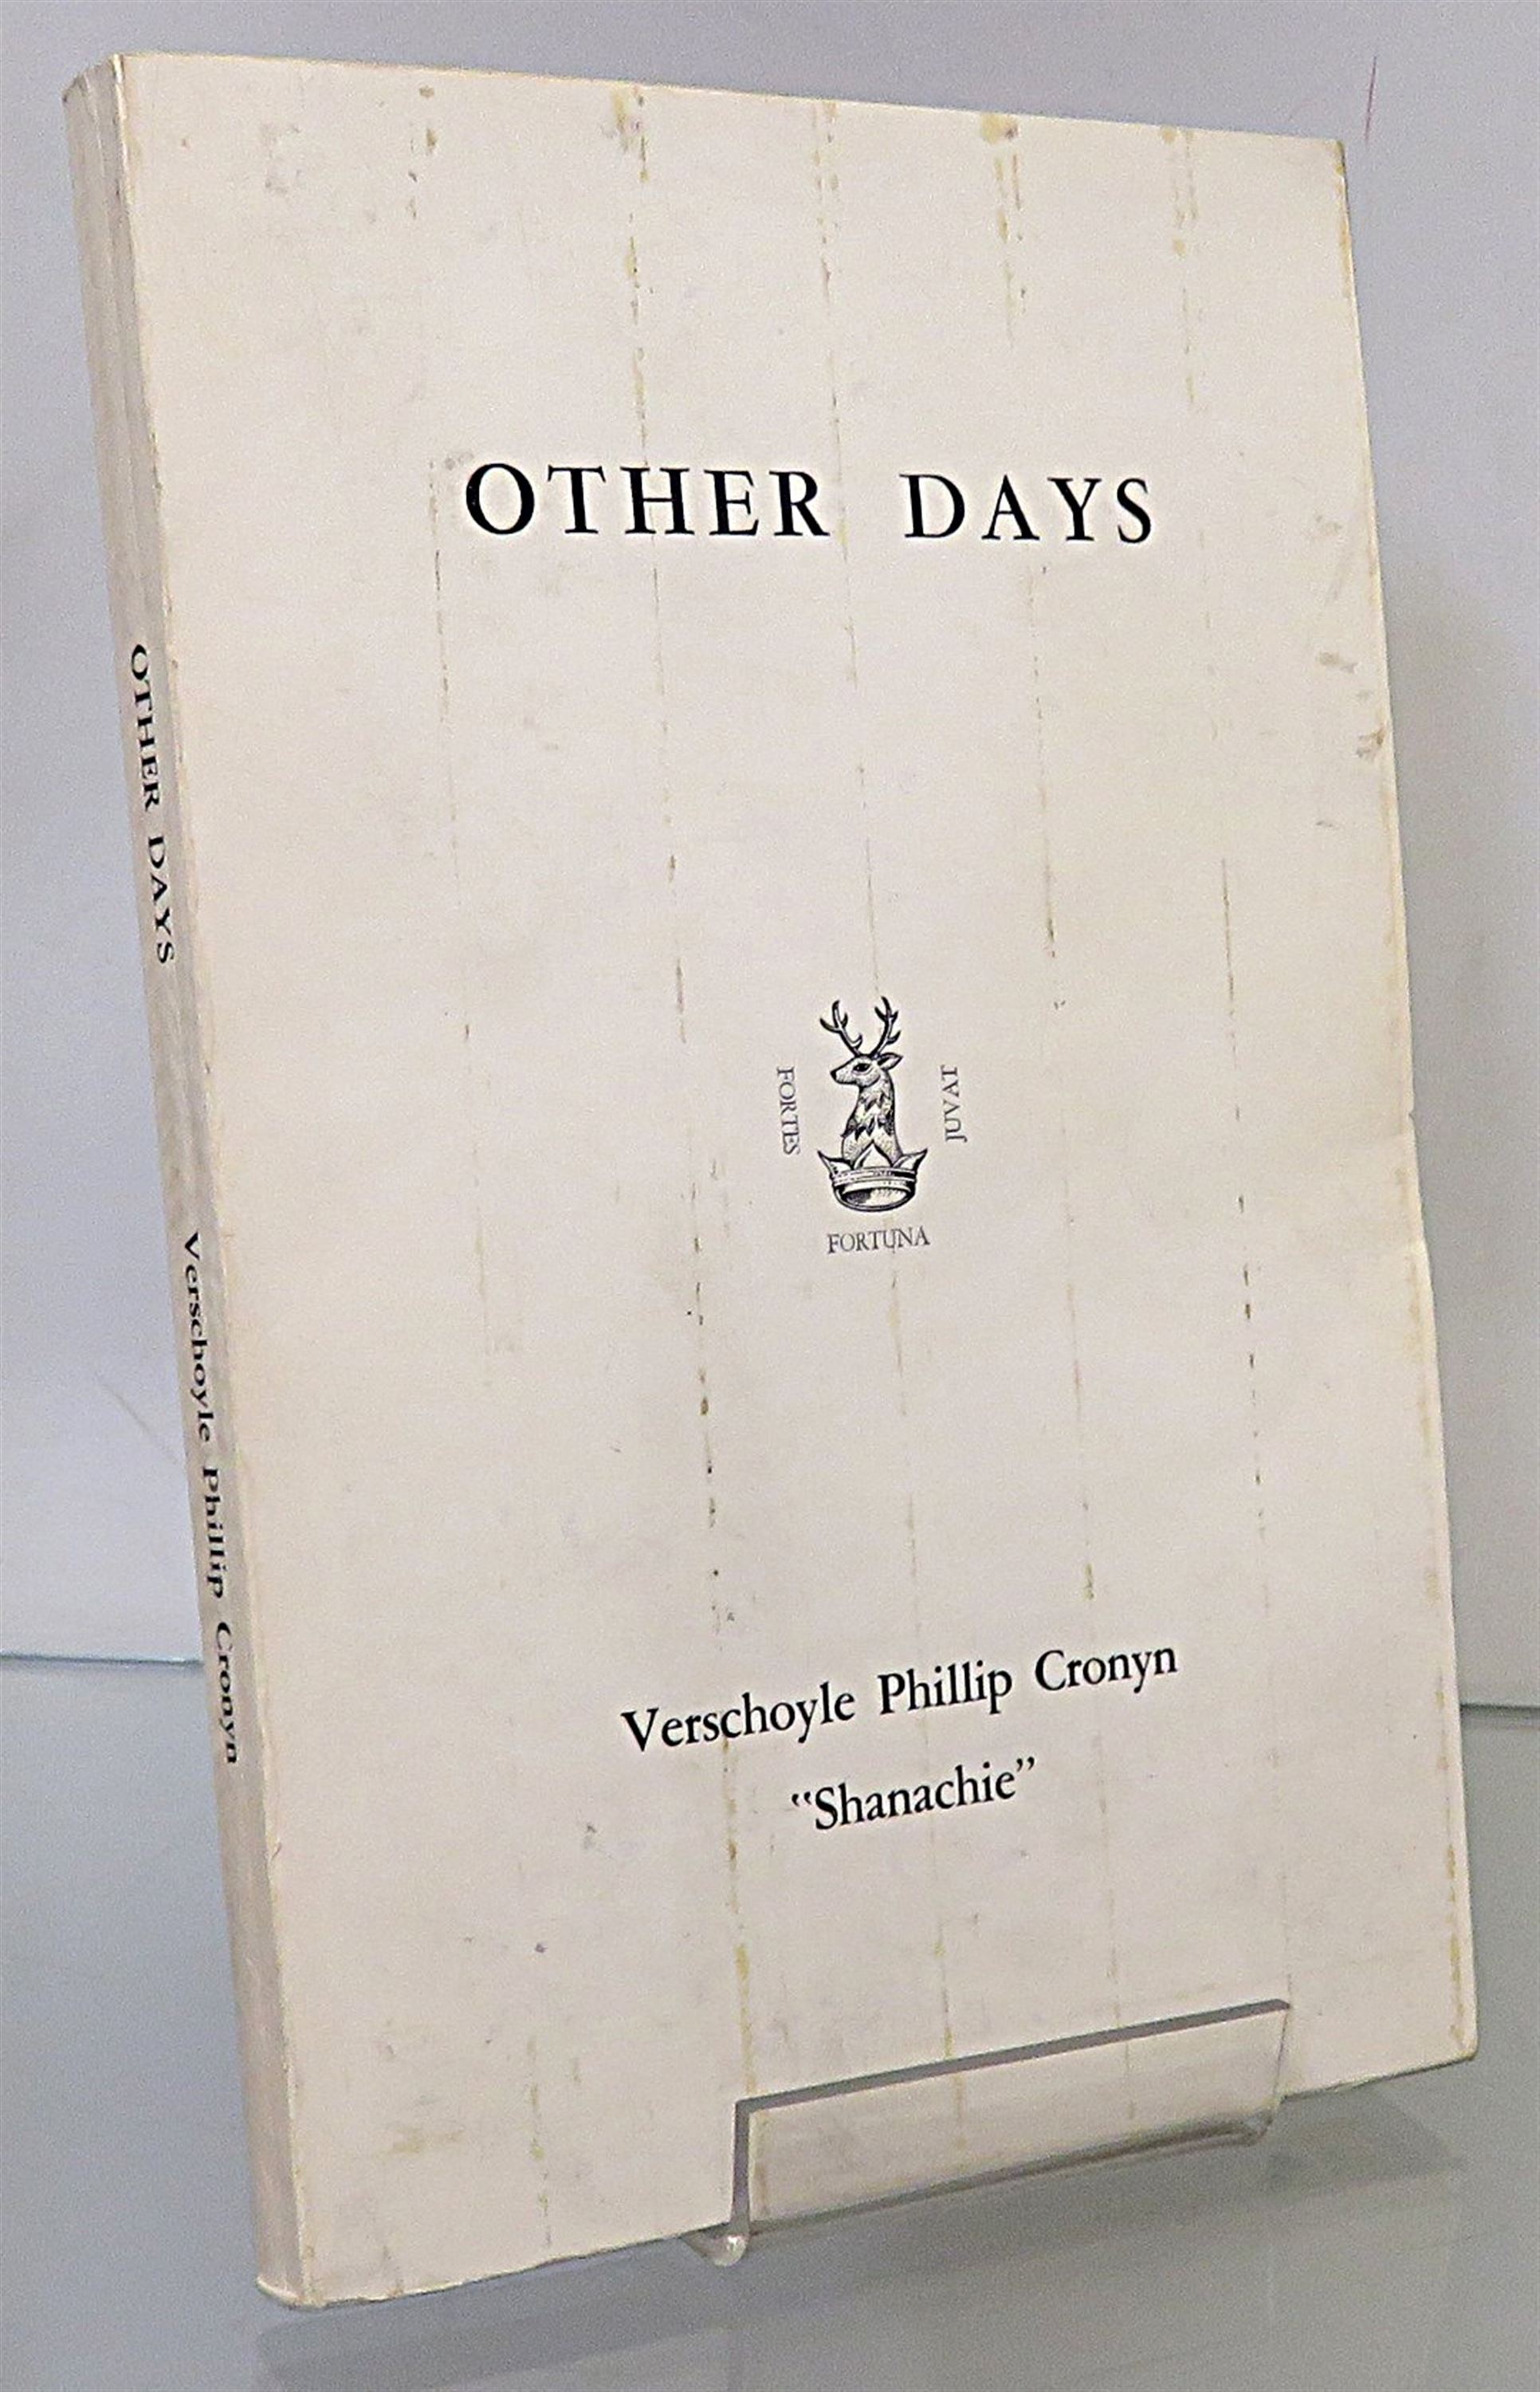 OTHER DAYS
FORTES
JUVAT
FORTUNA
Verschoyle Phillip Cronyn
“Shanachie”
OTHER DAYS
Verschoyle Phillip Cronyn